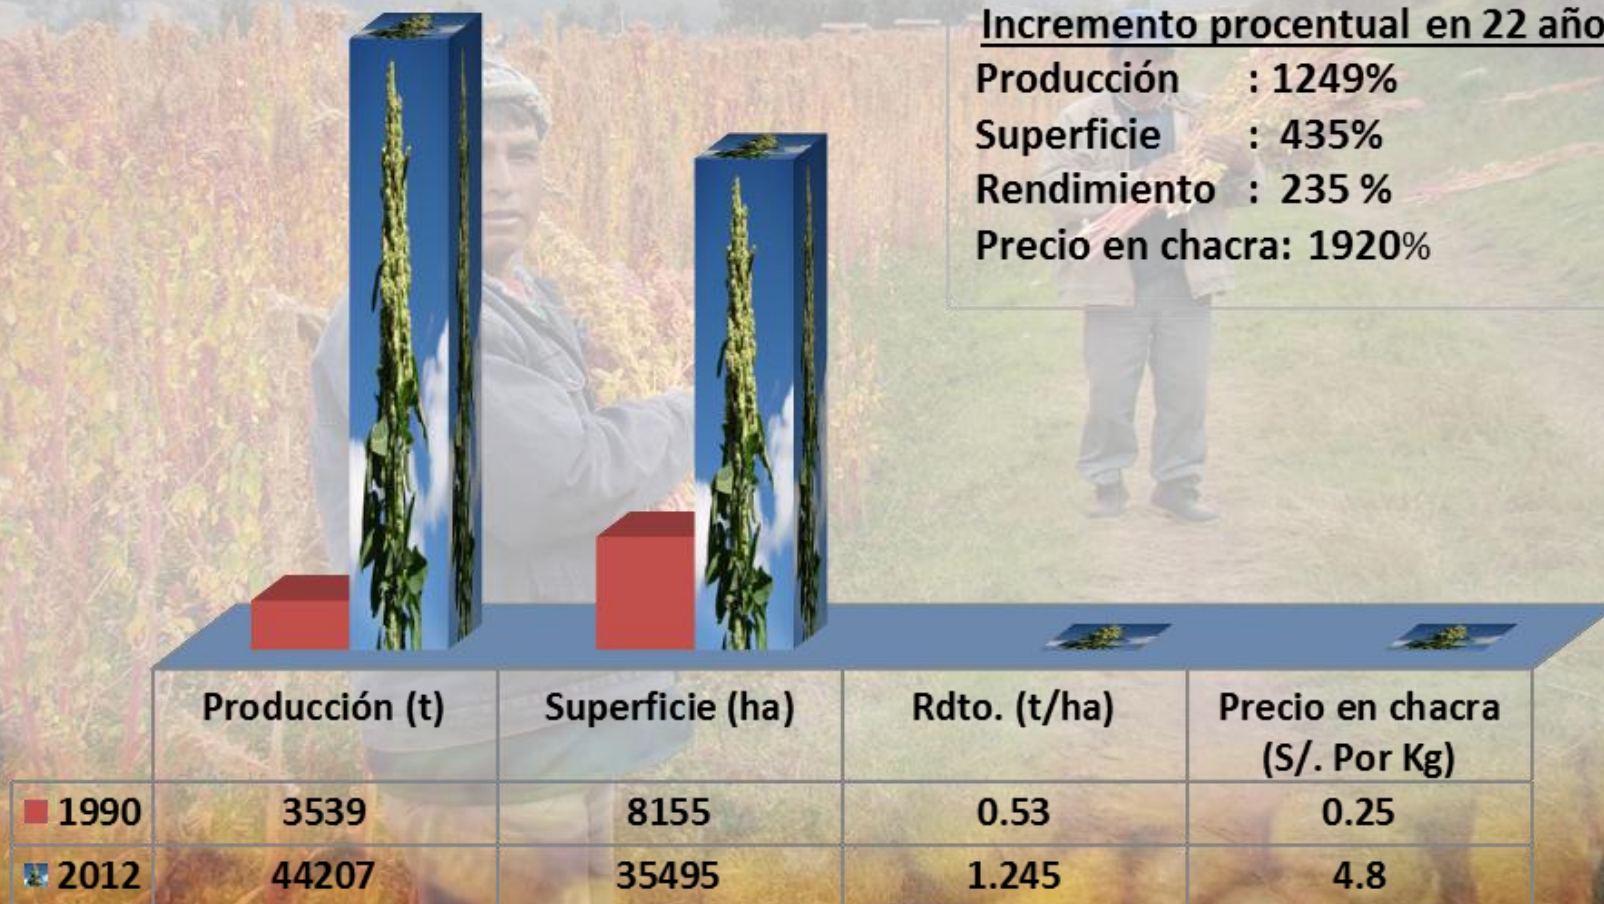 Incremento procentual en 22 año
Producción : 1249%
Superficie : 435%
Rendimiento : 235 %
Precio en chacra: 1920%
Producción (t) Superficie (ha) Rdto. (t/ha) Precio en chacra
(S/. Por Kg)
1990 3539 8155 0.53 0.25
2012 44207 35495 1.245 4.8